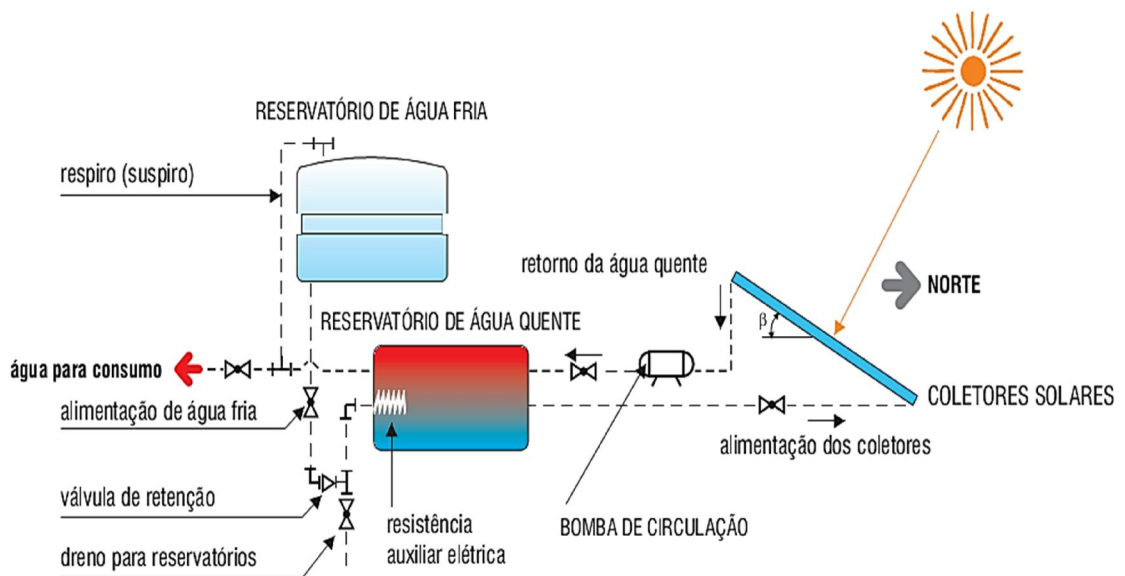 RESERVATÓRIO DE ÁGUA FRIA
respiro (suspiro)
retorno da água quente
NORTE
β
RESERVATÓRIO DE ÁGUA QUENTE
água para consumo
COLETORES SOLARES
alimentação de água fria
alimentação dos coletores
válvula de retenção
resistência
auxiliar elétrica
BOMBA DE CIRCULAÇÃO
dreno para reservatórios